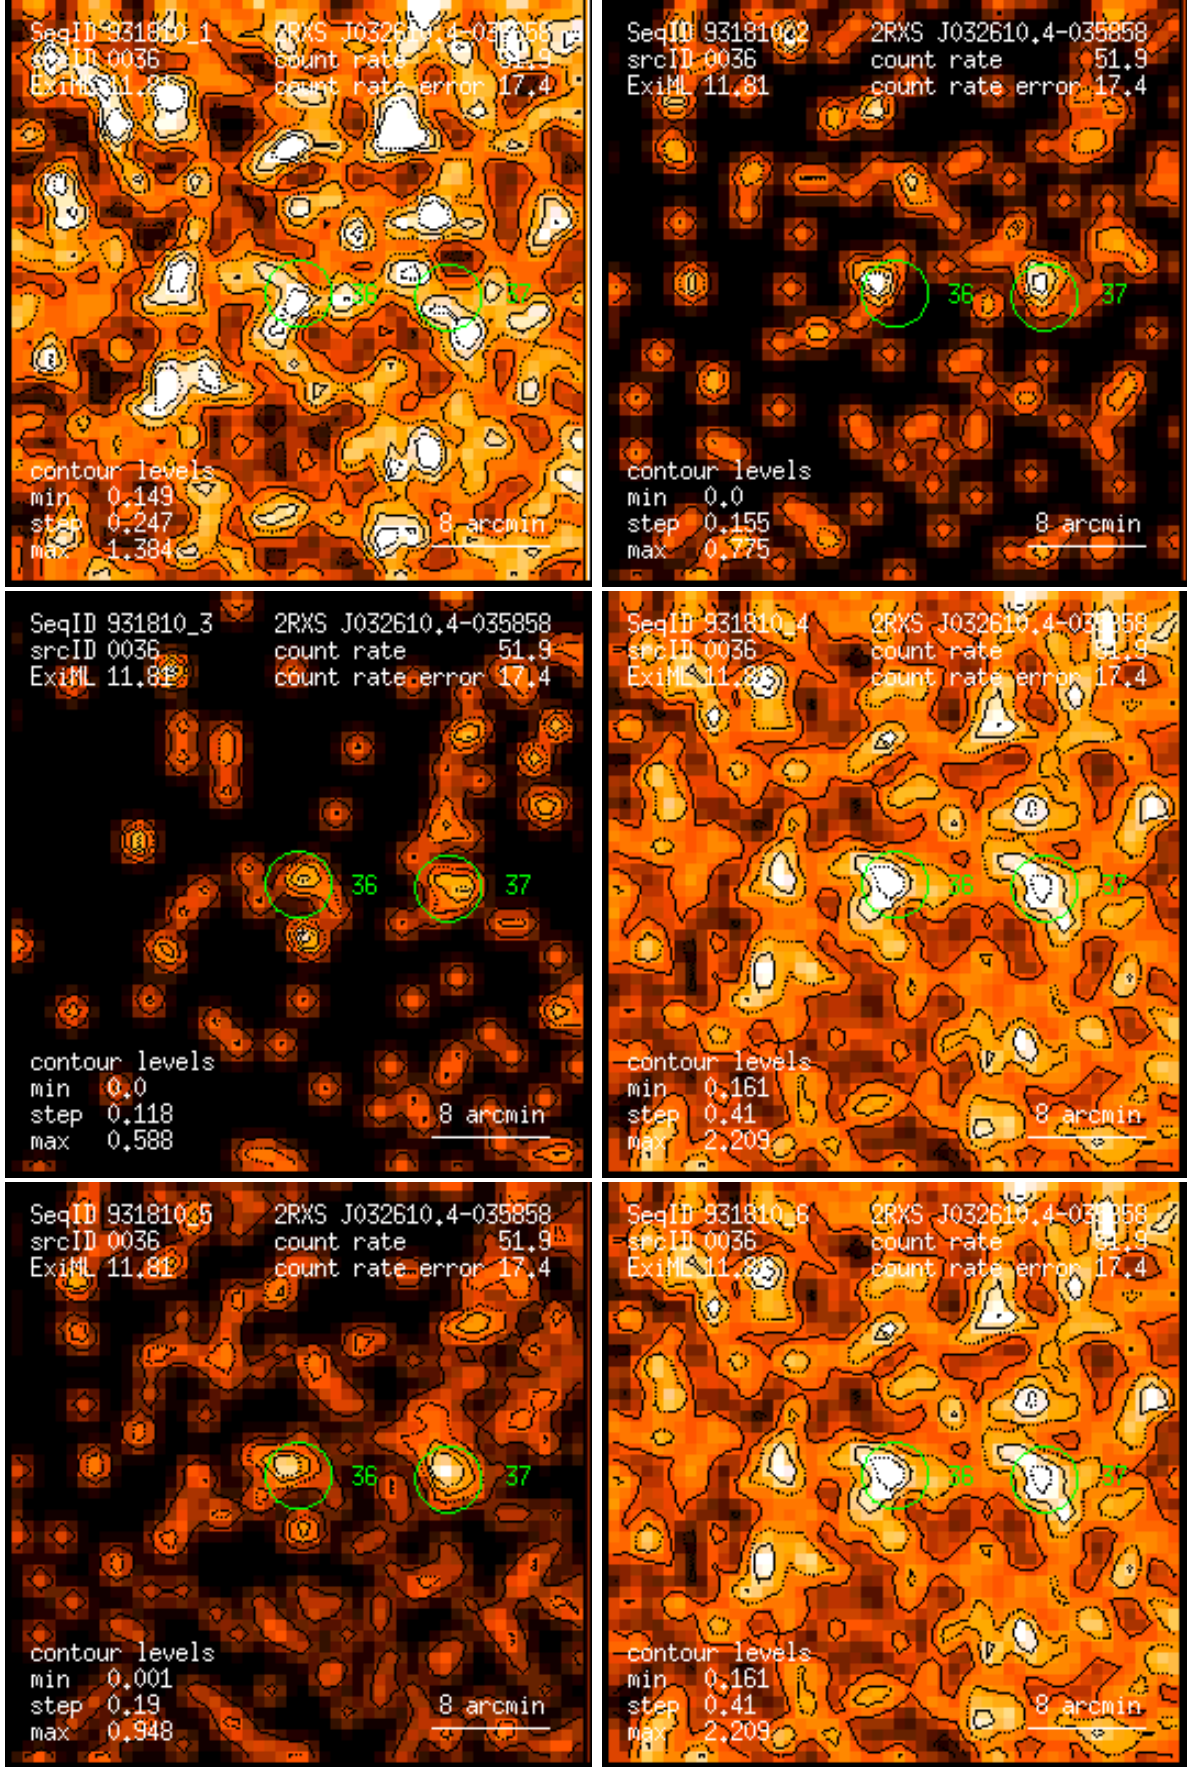 SeqID 931810_1 2RXS J032610.4-035858
srcID 0036 count rate 51.9
ExiML 11.81 count rate error 17.4
36 37
contour levels
min 0.149
step 0.247 8 arcmin
max 1.384
SeqID 931810_2 2RXS J032610.4-035858
srcID 0036 count rate 51.9
ExiML 11.81 count rate error 17.4
36 37
contour levels
min 0.0
step 0.155 8 arcmin
max 0.775
SeqID 931810_3 2RXS J032610.4-035858
srcID 0036 count rate 51.9
ExiML 11.81 count rate error 17.4
36 37
contour levels
min 0.0
step 0.118 8 arcmin
max 0.588
SeqID 931810_4 2RXS J032610.4-035858
srcID 0036 count rate 51.9
ExiML 11.81 count rate error 17.4
36 37
contour levels
min 0.161
step 0.41 8 arcmin
max 2.209
SeqID 931810_5 2RXS J032610.4-035858
srcID 0036 count rate 51.9
ExiML 11.81 count rate error 17.4
36 37
contour levels
min 0.001
step 0.19 8 arcmin
max 0.948
SeqID 931810_6 2RXS J032610.4-035858
srcID 0036 count rate 51.9
ExiML 11.81 count rate error 17.4
36 37
contour levels
min 0.161
step 0.41 8 arcmin
max 2.209